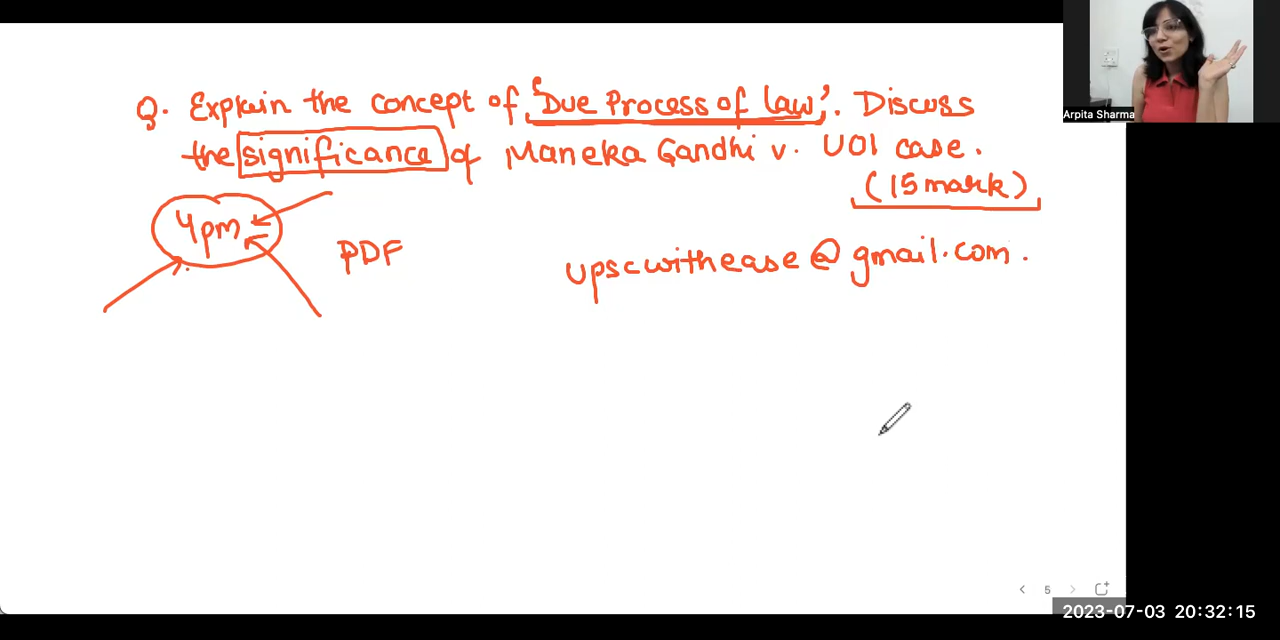 Arpita Sharma
Q. Explain the concept of 'Due Process of law'. Discuss
the significance of Maneka Gandhi v. UOI case.
(15 mark)
4pm
PDF
upscwithease@gmail.com.
5
2023-07-03 20:32:15